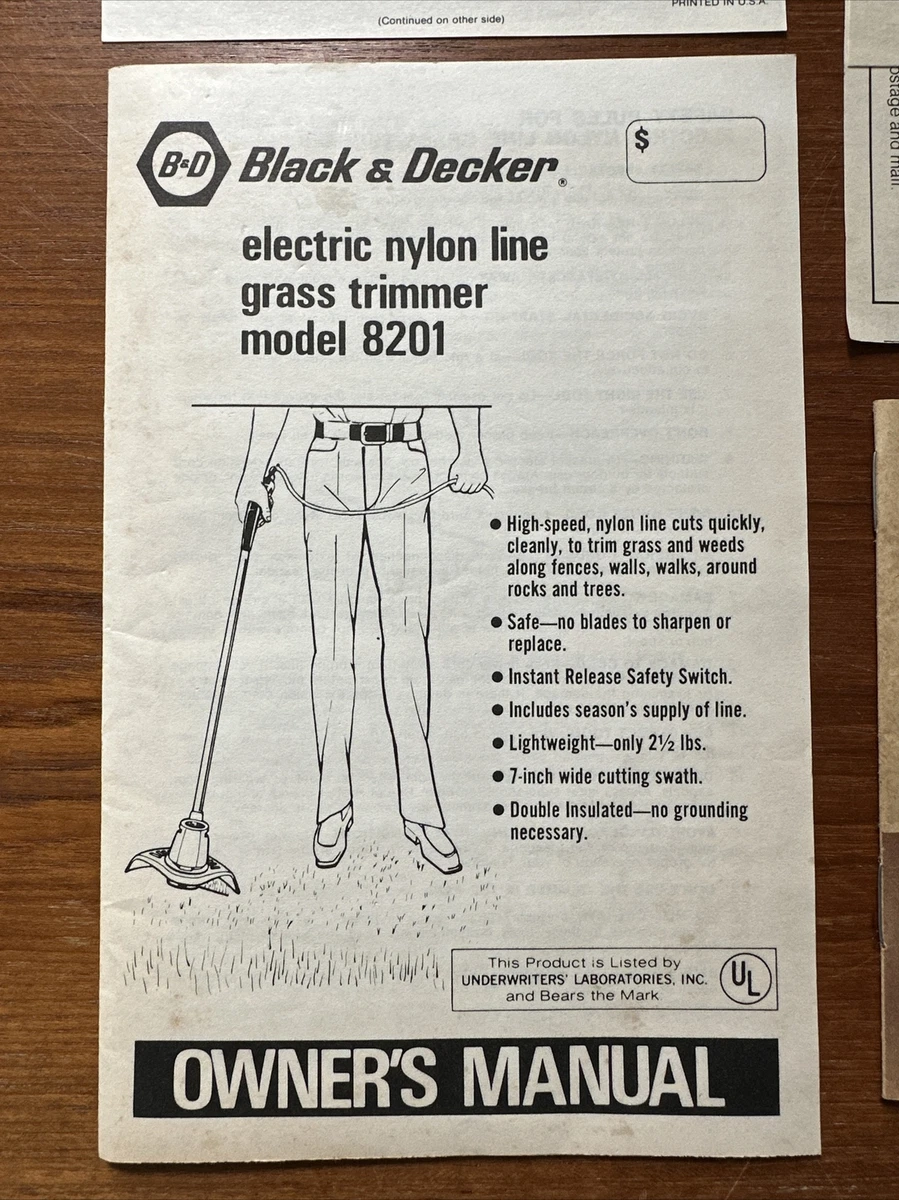 PRINTED IN U.S.A.
(Continued on other side)
B&D Black & Decker®
$
electric nylon line
grass trimmer
model 8201
● High-speed, nylon line cuts quickly,
cleanly, to trim grass and weeds
along fences, walls, walks, around
rocks and trees.
● Safe—no blades to sharpen or
replace.
● Instant Release Safety Switch.
● Includes season's supply of line.
● Lightweight—only 2½ lbs.
● 7-inch wide cutting swath.
● Double Insulated—no grounding
necessary.
This Product is Listed by
UNDERWRITERS' LABORATORIES, INC.
and Bears the Mark
UL
OWNER'S MANUAL
and mail.